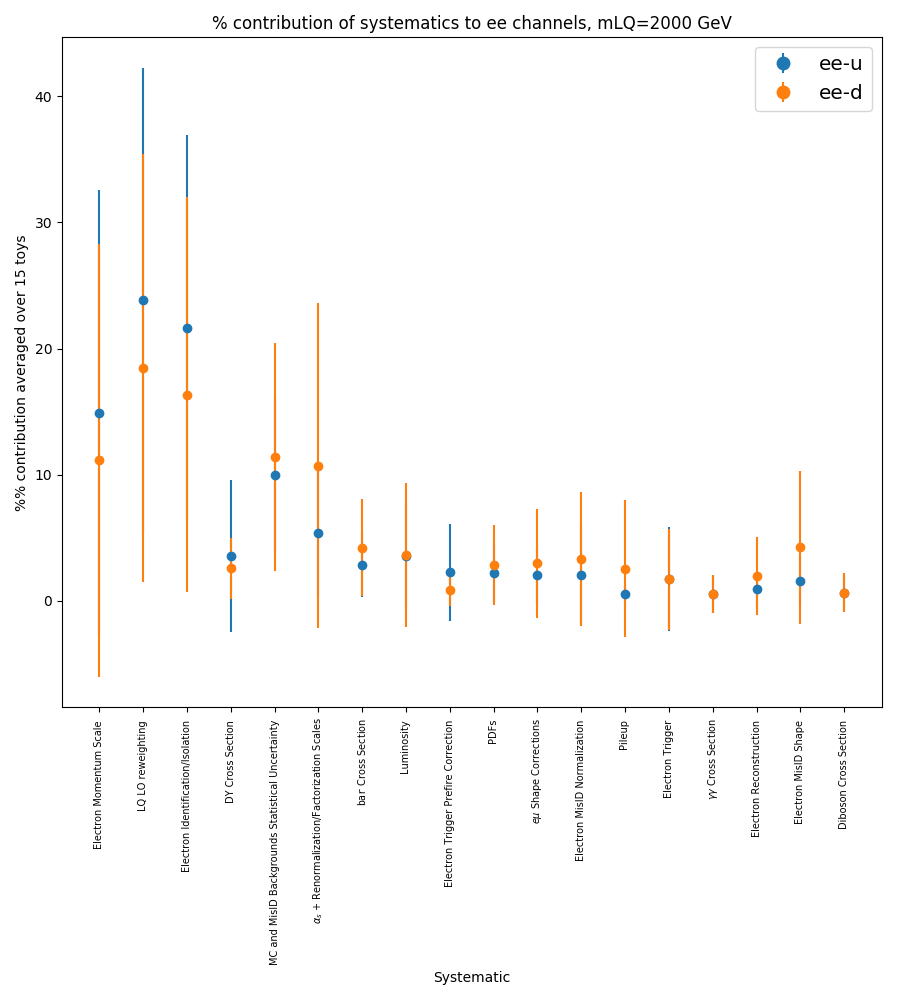 % contribution of systematics to ee channels, mLQ=2000 GeV
ee-u
ee-d
%% contribution averaged over 15 toys
40
30
20
10
0
Electron Momentum Scale
LQ LO reweighting
Electron Identification/Isolation
DY Cross Section
MC and MisID Backgrounds Statistical Uncertainty
αs + Renormalization/Factorization Scales
bar Cross Section
Luminosity
Electron Trigger Prefire Correction
PDFs
eμ Shape Corrections
Electron MisID Normalization
Pileup
Electron Trigger
γγ Cross Section
Electron Reconstruction
Electron MisID Shape
Diboson Cross Section
Systematic